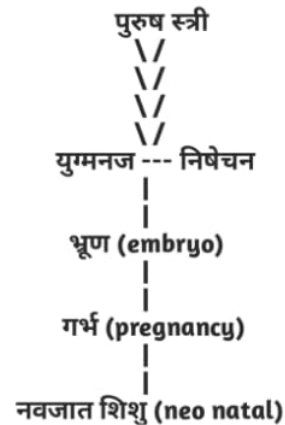 पुरुष स्त्री
\ /
\ /
\ /
\ /
युग्मनज --- निषेचन
|
|
भ्रूण (embryo)
|
|
गर्भ (pregnancy)
|
|
नवजात शिशु (neo natal)